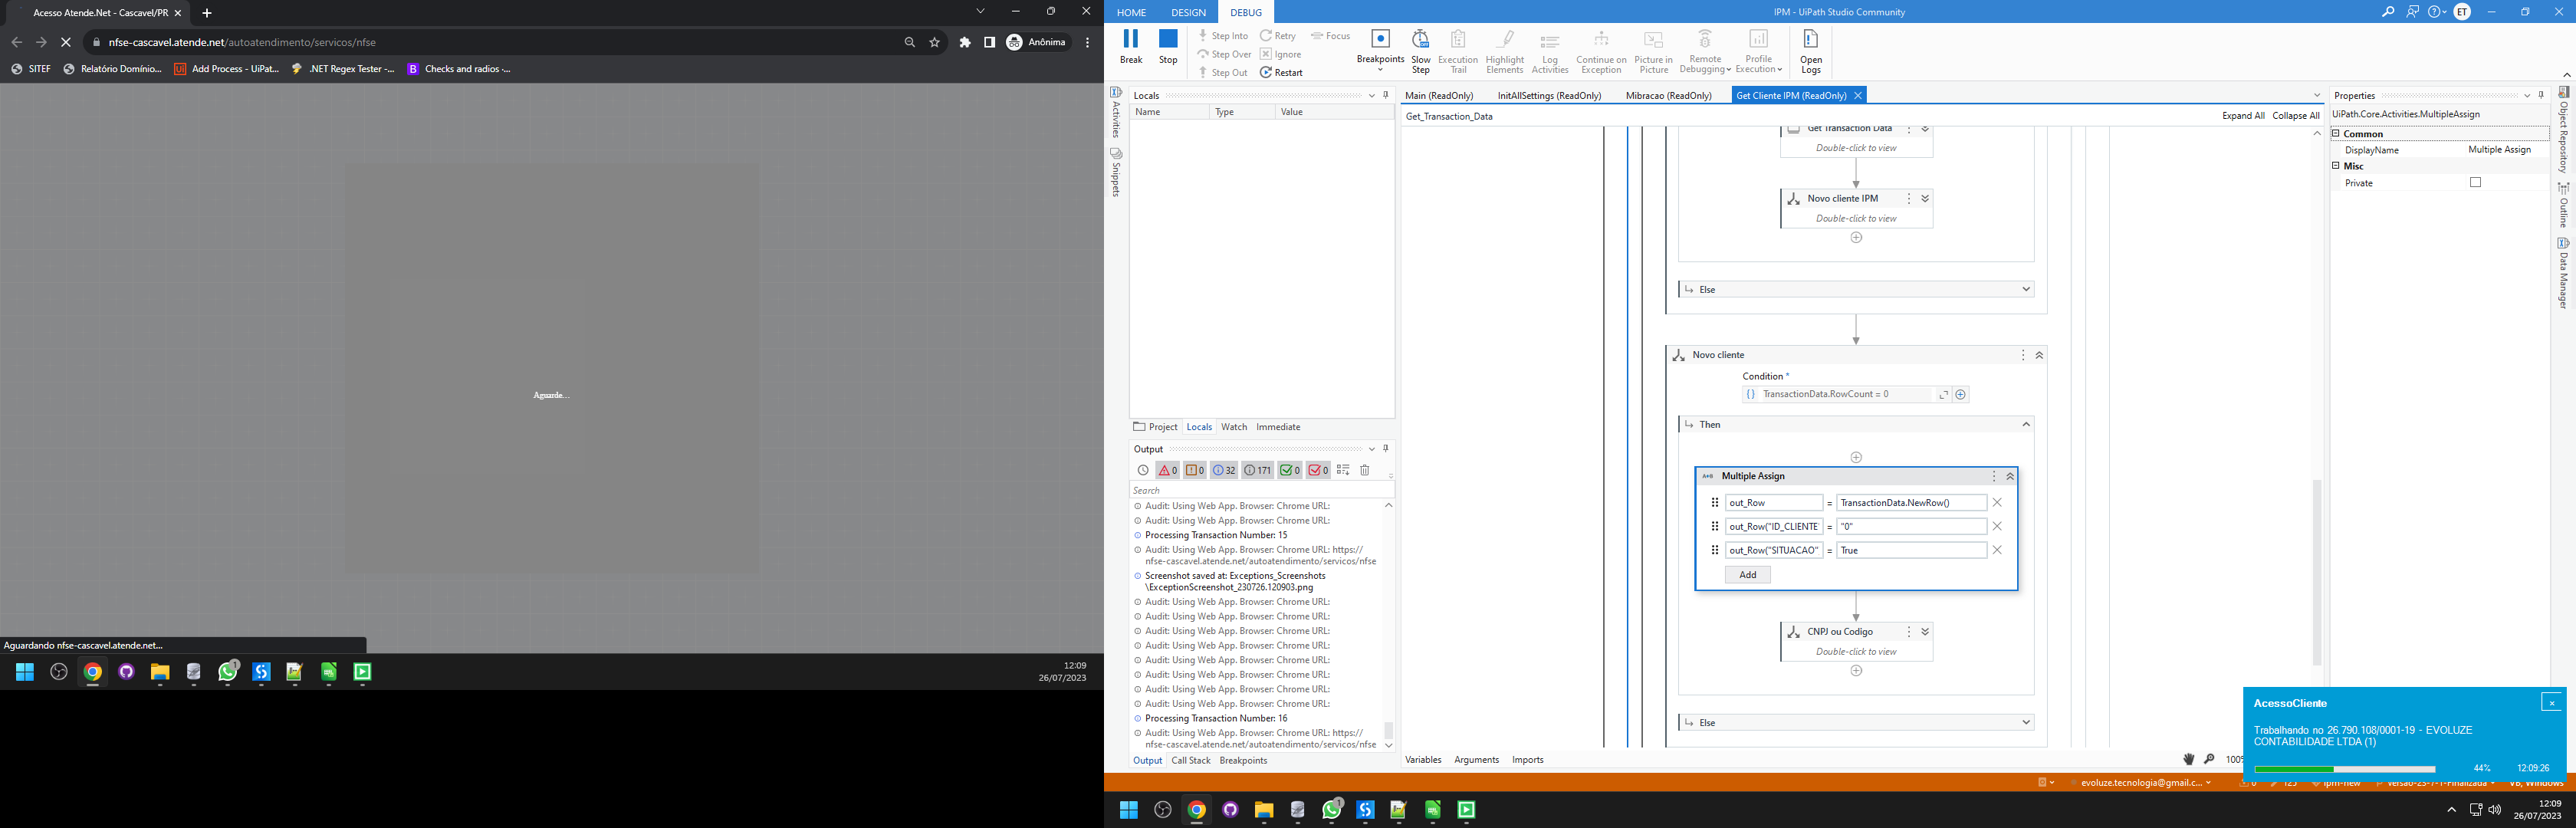 Acesso Atende.Net - Cascavel/PR
nfse-cascavel.atende.net/autoatendimento/servicos/nfse
Anônima
SITEF
Relatório Domínio...
Add Process - UiPat...
.NET Regex Tester -...
Checks and radios ·...
Aguarde...
Aguardando nfse-cascavel.atende.net...
12:09
26/07/2023
HOME DESIGN DEBUG
IPM - UiPath Studio Community
ET
Break
Stop
Step Into
Step Over
Step Out
Retry
Ignore
Restart
Focus
Breakpoints
Slow Step
Execution Trail
Highlight Elements
Log Activities
Continue on Exception
Picture in Picture
Remote Debugging
Profile Execution
Open Logs
Activities
Snippets
Locals
Name Type Value
Project Locals Watch Immediate
Output
0 0 32 171 0 0
Search
Audit: Using Web App. Browser: Chrome URL:
Audit: Using Web App. Browser: Chrome URL:
Processing Transaction Number: 15
Audit: Using Web App. Browser: Chrome URL: https://
nfse-cascavel.atende.net/autoatendimento/servicos/nfse
Screenshot saved at: Exceptions_Screenshots
\ExceptionScreenshot_230726.120903.png
Audit: Using Web App. Browser: Chrome URL:
Audit: Using Web App. Browser: Chrome URL:
Audit: Using Web App. Browser: Chrome URL:
Audit: Using Web App. Browser: Chrome URL:
Audit: Using Web App. Browser: Chrome URL:
Audit: Using Web App. Browser: Chrome URL:
Audit: Using Web App. Browser: Chrome URL:
Audit: Using Web App. Browser: Chrome URL:
Processing Transaction Number: 16
Audit: Using Web App. Browser: Chrome URL: https://
nfse-cascavel.atende.net/autoatendimento/servicos/nfse
Output Call Stack Breakpoints
Main (ReadOnly)
InitAllSettings (ReadOnly)
Mibracao (ReadOnly)
Get Cliente IPM (ReadOnly)
Get_Transaction_Data
Expand All Collapse All
Get Transaction Data
Double-click to view
Novo cliente IPM
Double-click to view
Else
Novo cliente
Condition *
TransactionData.RowCount = 0
Then
Multiple Assign
out_Row = TransactionData.NewRow()
out_Row("ID_CLIENTE" = "0"
out_Row("SITUACAO" = True
Add
CNPJ ou Codigo
Double-click to view
Else
Variables Arguments Imports
100%
Properties
UiPath.Core.Activities.MultipleAssign
Common
DisplayName Multiple Assign
Misc
Private
Object Repository
Outline
Data Manager
AcessoCliente
Trabalhando no 26.790.108/0001-19 - EVOLUZE
CONTABILIDADE LTDA (1)
44% 12:09:26
evoluze.tecnologia@gmail.c...
12:09
26/07/2023